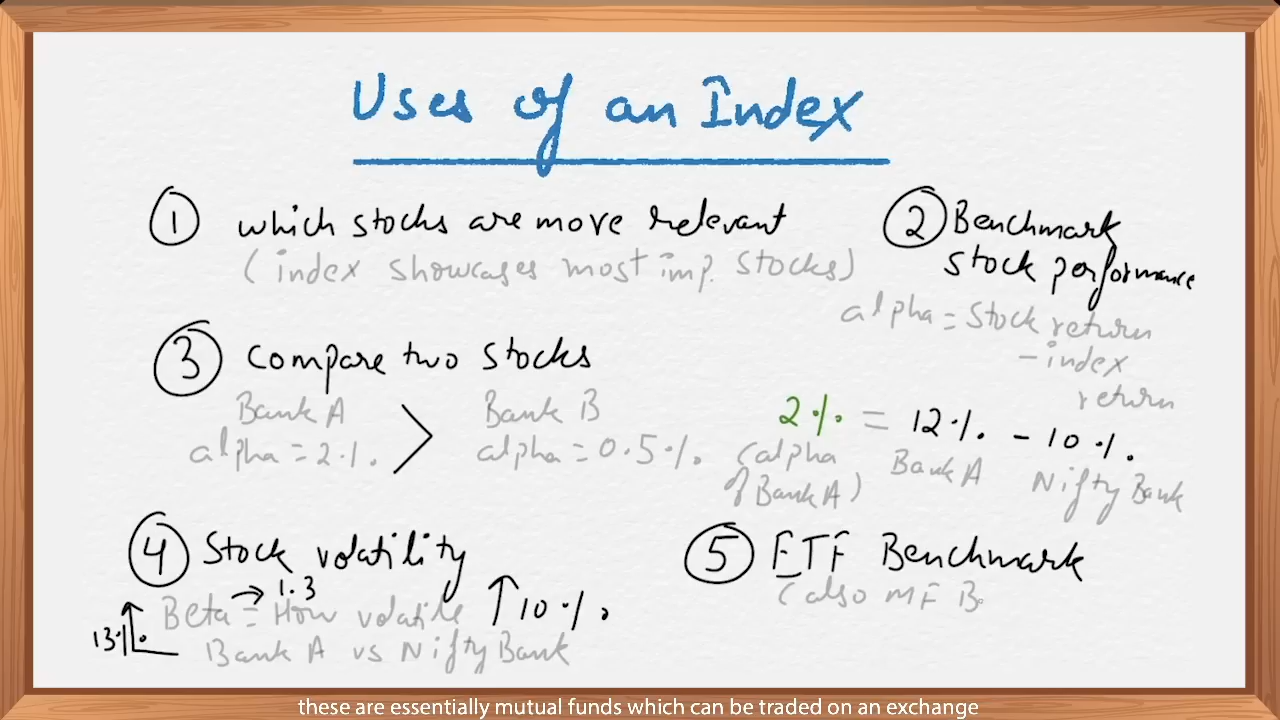 Uses of an Index
1 which stocks are move relevant
(index showcases most imp. stocks)
2 Benchmark
stock performance
alpha = Stock return
- index
return
2%. = 12%. - 10%.
(alpha
of Bank A)
Bank A
Nifty Bank
3 compare two stocks
Bank A > Bank B
alpha = 2%. alpha = 0.5%.
4 Stock volatility
→ 1.3
Beta = How volatile ↑10%.
13%.
Bank A vs Nifty Bank
5 ETF Benchmark
(also MF B
these are essentially mutual funds which can be traded on an exchange